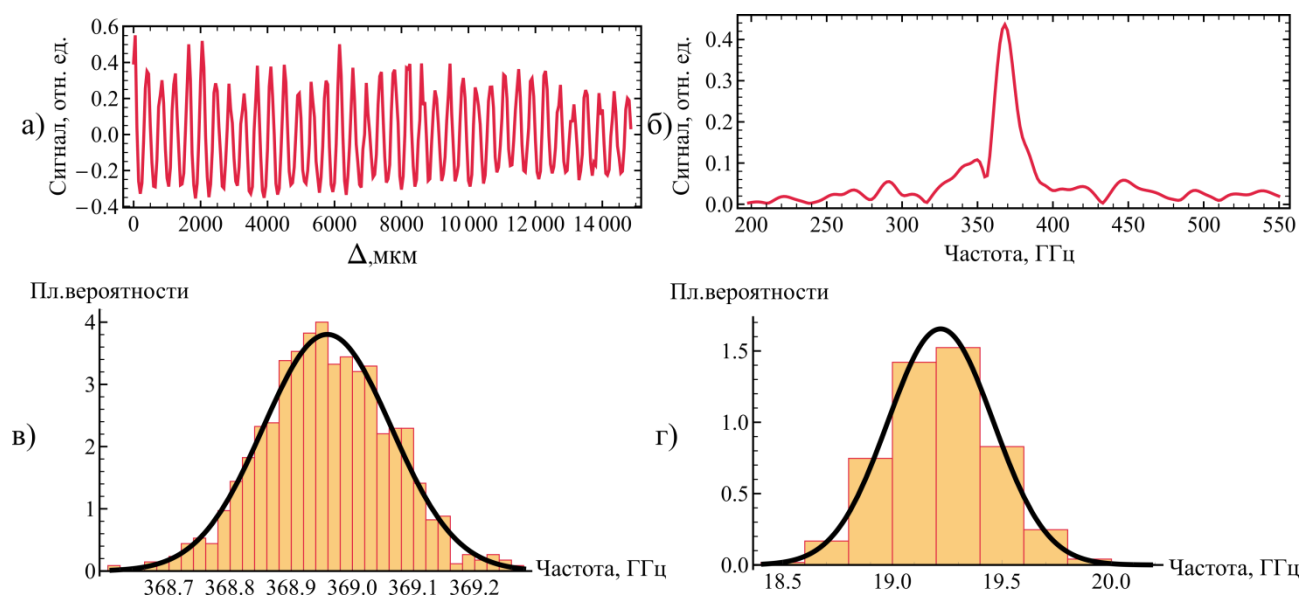 а)
Сигнал, отн. ед.
0.6
0.4
0.2
0.0
−0.2
−0.4
0 2000 4000 6000 8000 10 000 12 000 14 000
Δ,мкм
б)
Сигнал, отн. ед.
0.4
0.3
0.2
0.1
0.0
200 250 300 350 400 450 500 550
Частота, ГГц
в)
Пл.вероятности
4
3
2
1
0
368.7 368.8 368.9 369.0 369.1 369.2
Частота, ГГц
г)
Пл.вероятности
1.5
1.0
0.5
0.0
18.5 19.0 19.5 20.0
Частота, ГГц